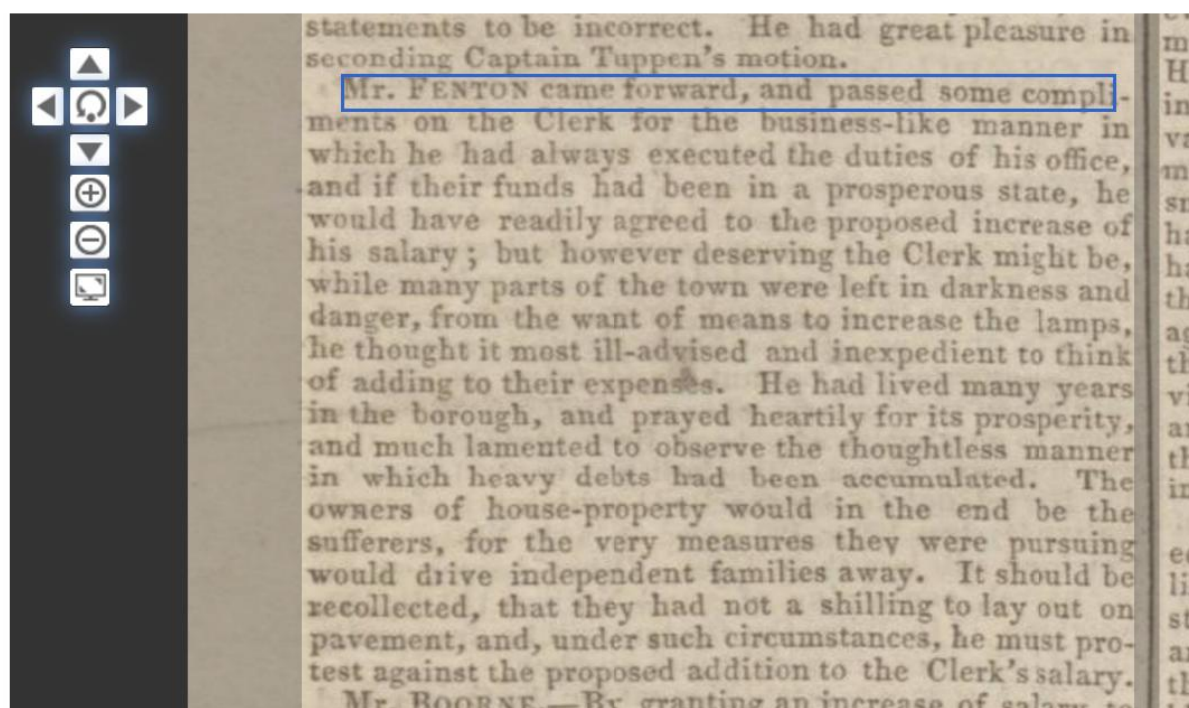 statements to be incorrect. He had great pleasure in
seconding Captain Tuppen's motion.
Mr. FENTON came forward, and passed some compli-
ments on the Clerk for the business-like manner in
which he had always executed the duties of his office,
and if their funds had been in a prosperous state, he
would have readily agreed to the proposed increase of
his salary; but however deserving the Clerk might be,
while many parts of the town were left in darkness and
danger, from the want of means to increase the lamps,
he thought it most ill-advised and inexpedient to think
of adding to their expenses. He had lived many years
in the borough, and prayed heartily for its prosperity,
and much lamented to observe the thoughtless manner
in which heavy debts had been accumulated. The
owners of house-property would in the end be the
sufferers, for the very measures they were pursuing
would drive independent families away. It should be
recollected, that they had not a shilling to lay out on
pavement, and, under such circumstances, he must pro-
test against the proposed addition to the Clerk's salary.
Mr. BOORNE.—By granting an increase of salary to